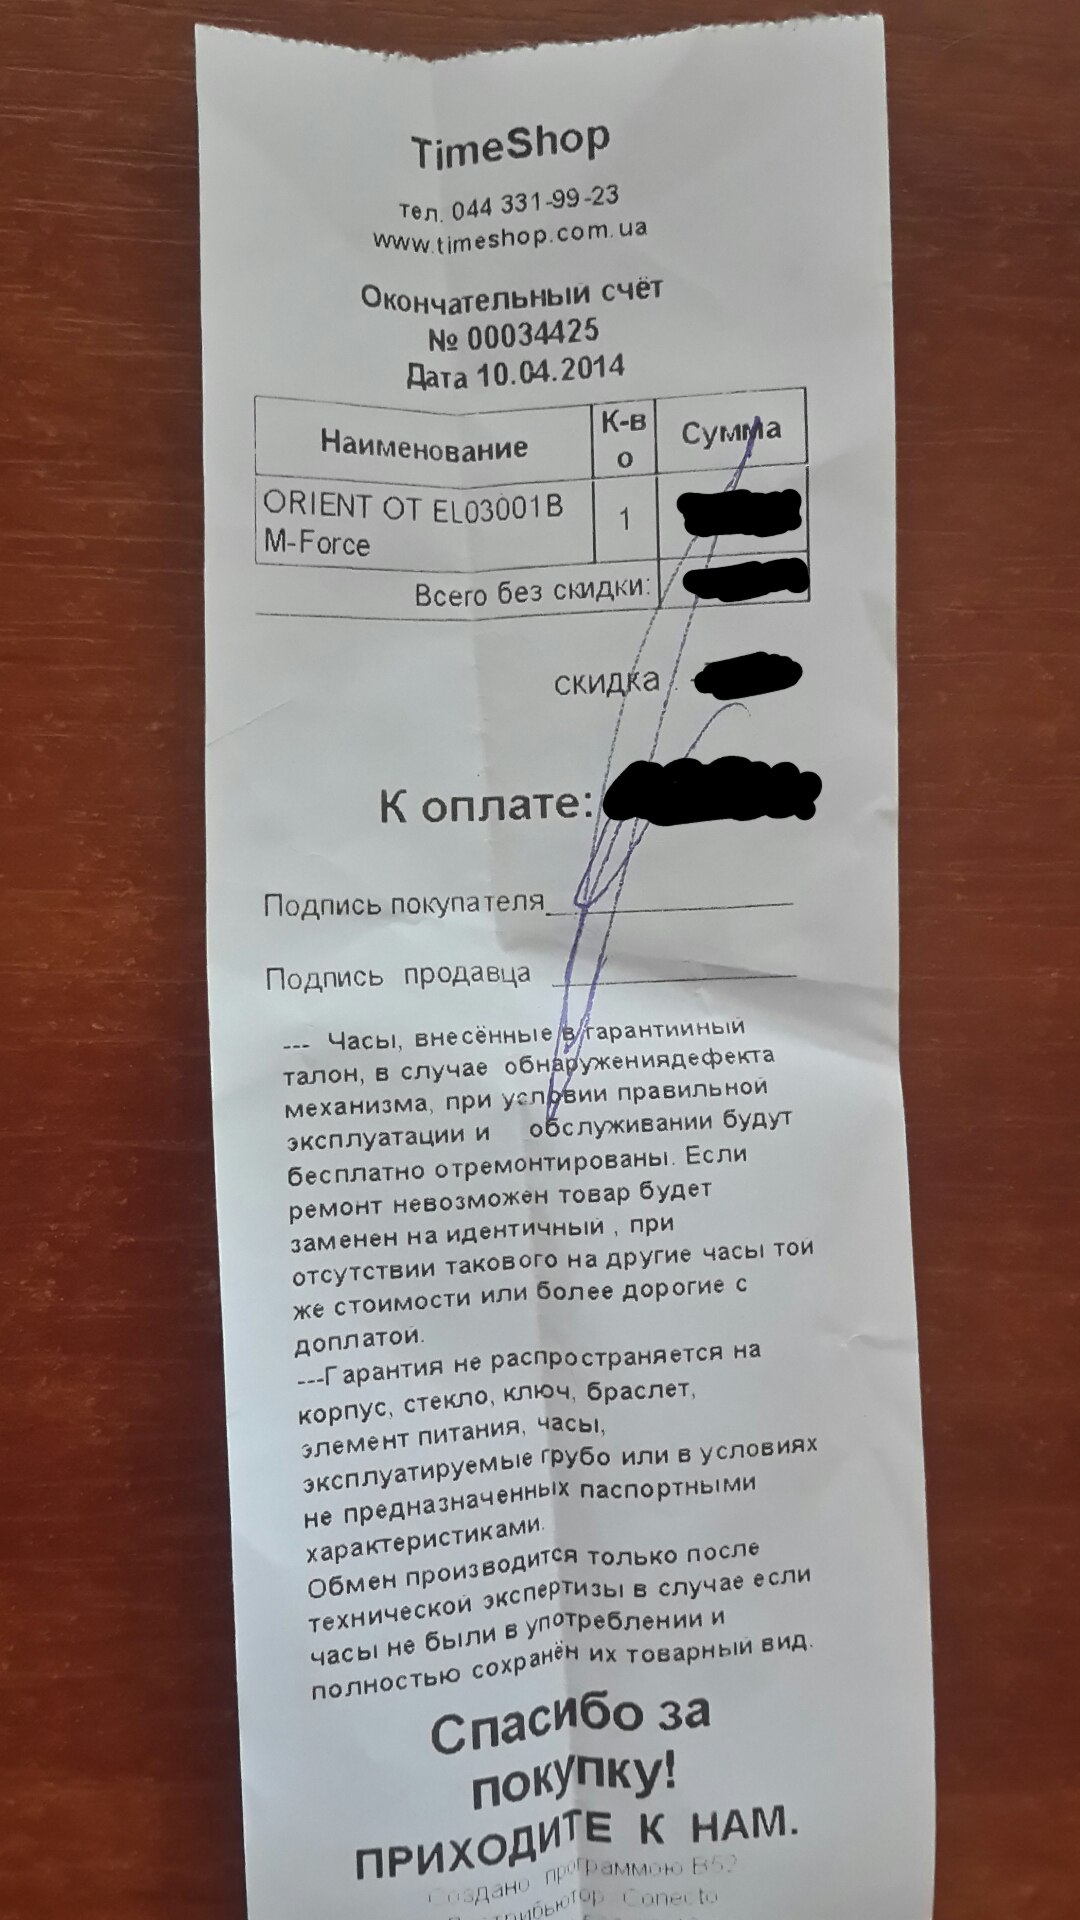 TimeShop
тел. 044 331-99-23
www.timeshop.com.ua
Окончательный счёт
№ 00034425
Дата 10.04.2014
Наименование К-во Сумма
ORIENT OT EL03001B 1
M-Force
Всего без скидки:
скидка :
К оплате:
Подпись покупателя
Подпись продавца
--- Часы, внесённые в гарантийный
талон, в случае обнаружениядефекта
механизма, при условии правильной
эксплуатации и обслуживании будут
бесплатно отремонтированы. Если
ремонт невозможен товар будет
заменен на идентичный , при
отсутствии такового на другие часы той
же стоимости или более дорогие с
доплатой.
---Гарантия не распространяется на
корпус, стекло, ключ, браслет,
элемент питания, часы,
эксплуатируемые грубо или в условиях
не предназначенных паспортными
характеристиками.
Обмен производится только после
технической экспертизы в случае если
часы не были в употреблении и
полностью сохранён их товарный вид.
Спасибо за
покупку!
ПРИХОДИТЕ К НАМ.
Создано программою B52
Conecto